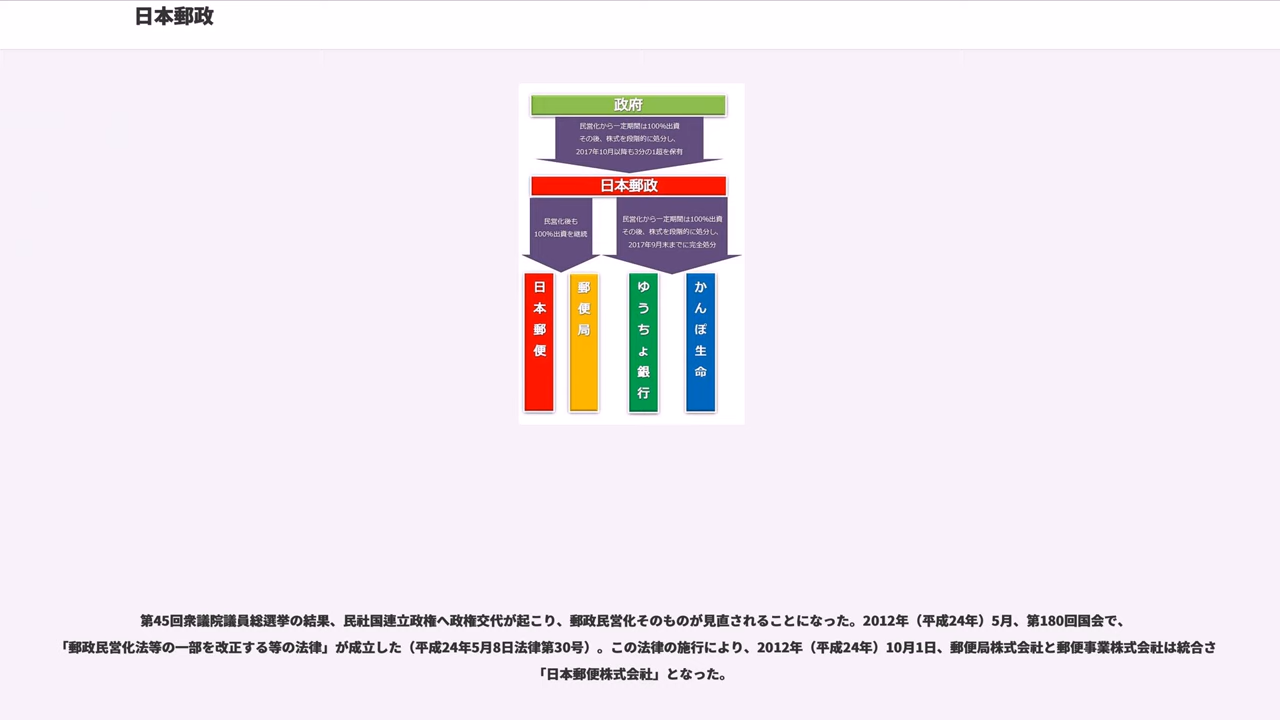 日本郵政
政府
民営化から一定期間は100%出資
その後、株式を段階的に処分し、
2017年10月以降も3分の1超を保有
日本郵政
民営化後も
100%出資を継続
民営化から一定期間は100%出資
その後、株式を段階的に処分し、
2017年9月末までに完全処分
日本郵便
郵便局
ゆうちょ銀行
かんぽ生命
第45回衆議院議員総選挙の結果、民社国連立政権へ政権交代が起こり、郵政民営化そのものが見直されることになった。2012年（平成24年）5月、第180回国会で、
「郵政民営化法等の一部を改正する等の法律」が成立した（平成24年5月8日法律第30号）。この法律の施行により、2012年（平成24年）10月1日、郵便局株式会社と郵便事業株式会社は統合さ
「日本郵便株式会社」となった。